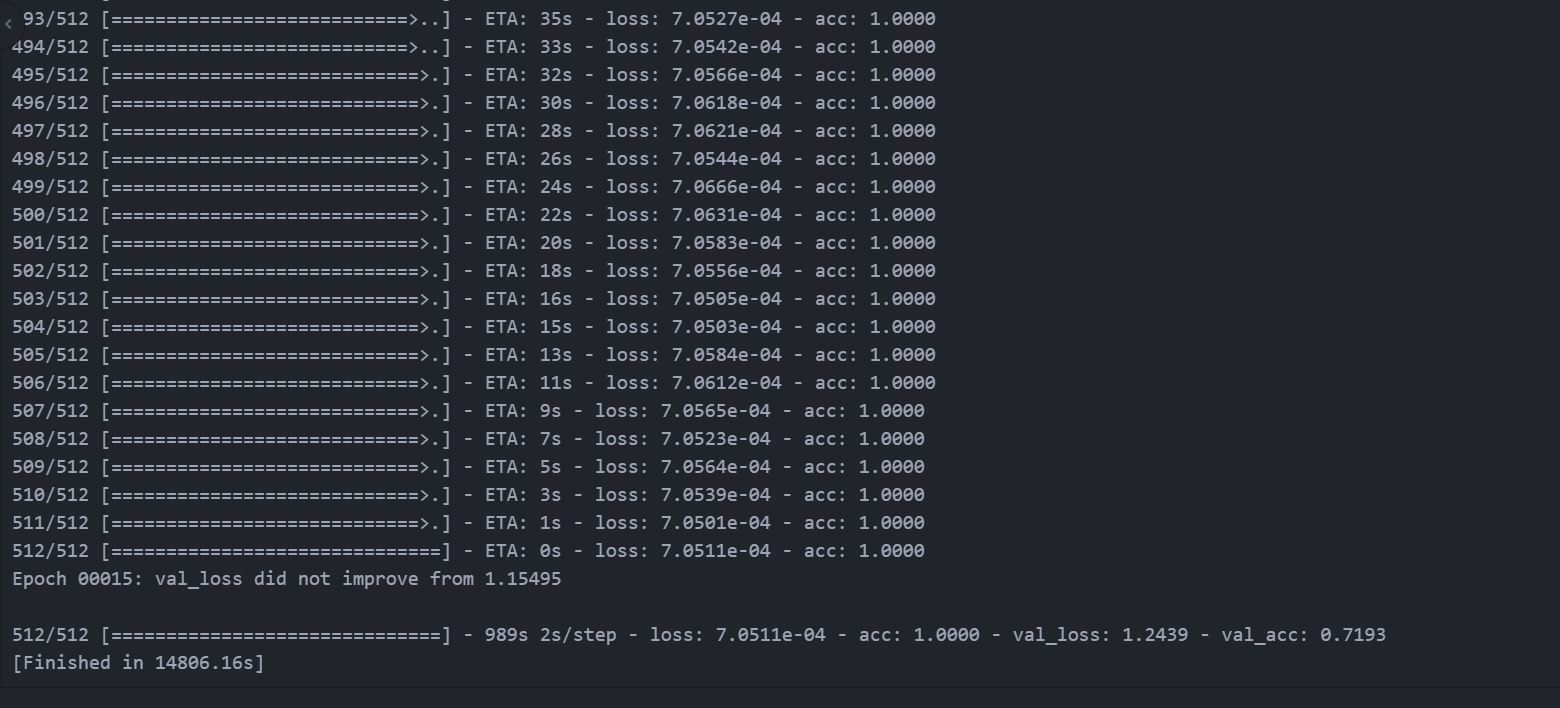 93/512 [===========================>..] - ETA: 35s - loss: 7.0527e-04 - acc: 1.0000
494/512 [===========================>..] - ETA: 33s - loss: 7.0542e-04 - acc: 1.0000
495/512 [============================>.] - ETA: 32s - loss: 7.0566e-04 - acc: 1.0000
496/512 [============================>.] - ETA: 30s - loss: 7.0618e-04 - acc: 1.0000
497/512 [============================>.] - ETA: 28s - loss: 7.0621e-04 - acc: 1.0000
498/512 [============================>.] - ETA: 26s - loss: 7.0544e-04 - acc: 1.0000
499/512 [============================>.] - ETA: 24s - loss: 7.0666e-04 - acc: 1.0000
500/512 [============================>.] - ETA: 22s - loss: 7.0631e-04 - acc: 1.0000
501/512 [============================>.] - ETA: 20s - loss: 7.0583e-04 - acc: 1.0000
502/512 [============================>.] - ETA: 18s - loss: 7.0556e-04 - acc: 1.0000
503/512 [============================>.] - ETA: 16s - loss: 7.0505e-04 - acc: 1.0000
504/512 [============================>.] - ETA: 15s - loss: 7.0503e-04 - acc: 1.0000
505/512 [============================>.] - ETA: 13s - loss: 7.0584e-04 - acc: 1.0000
506/512 [============================>.] - ETA: 11s - loss: 7.0612e-04 - acc: 1.0000
507/512 [============================>.] - ETA: 9s - loss: 7.0565e-04 - acc: 1.0000
508/512 [============================>.] - ETA: 7s - loss: 7.0523e-04 - acc: 1.0000
509/512 [============================>.] - ETA: 5s - loss: 7.0564e-04 - acc: 1.0000
510/512 [============================>.] - ETA: 3s - loss: 7.0539e-04 - acc: 1.0000
511/512 [============================>.] - ETA: 1s - loss: 7.0501e-04 - acc: 1.0000
512/512 [==============================] - ETA: 0s - loss: 7.0511e-04 - acc: 1.0000
Epoch 00015: val_loss did not improve from 1.15495
512/512 [==============================] - 989s 2s/step - loss: 7.0511e-04 - acc: 1.0000 - val_loss: 1.2439 - val_acc: 0.7193
[Finished in 14806.16s]